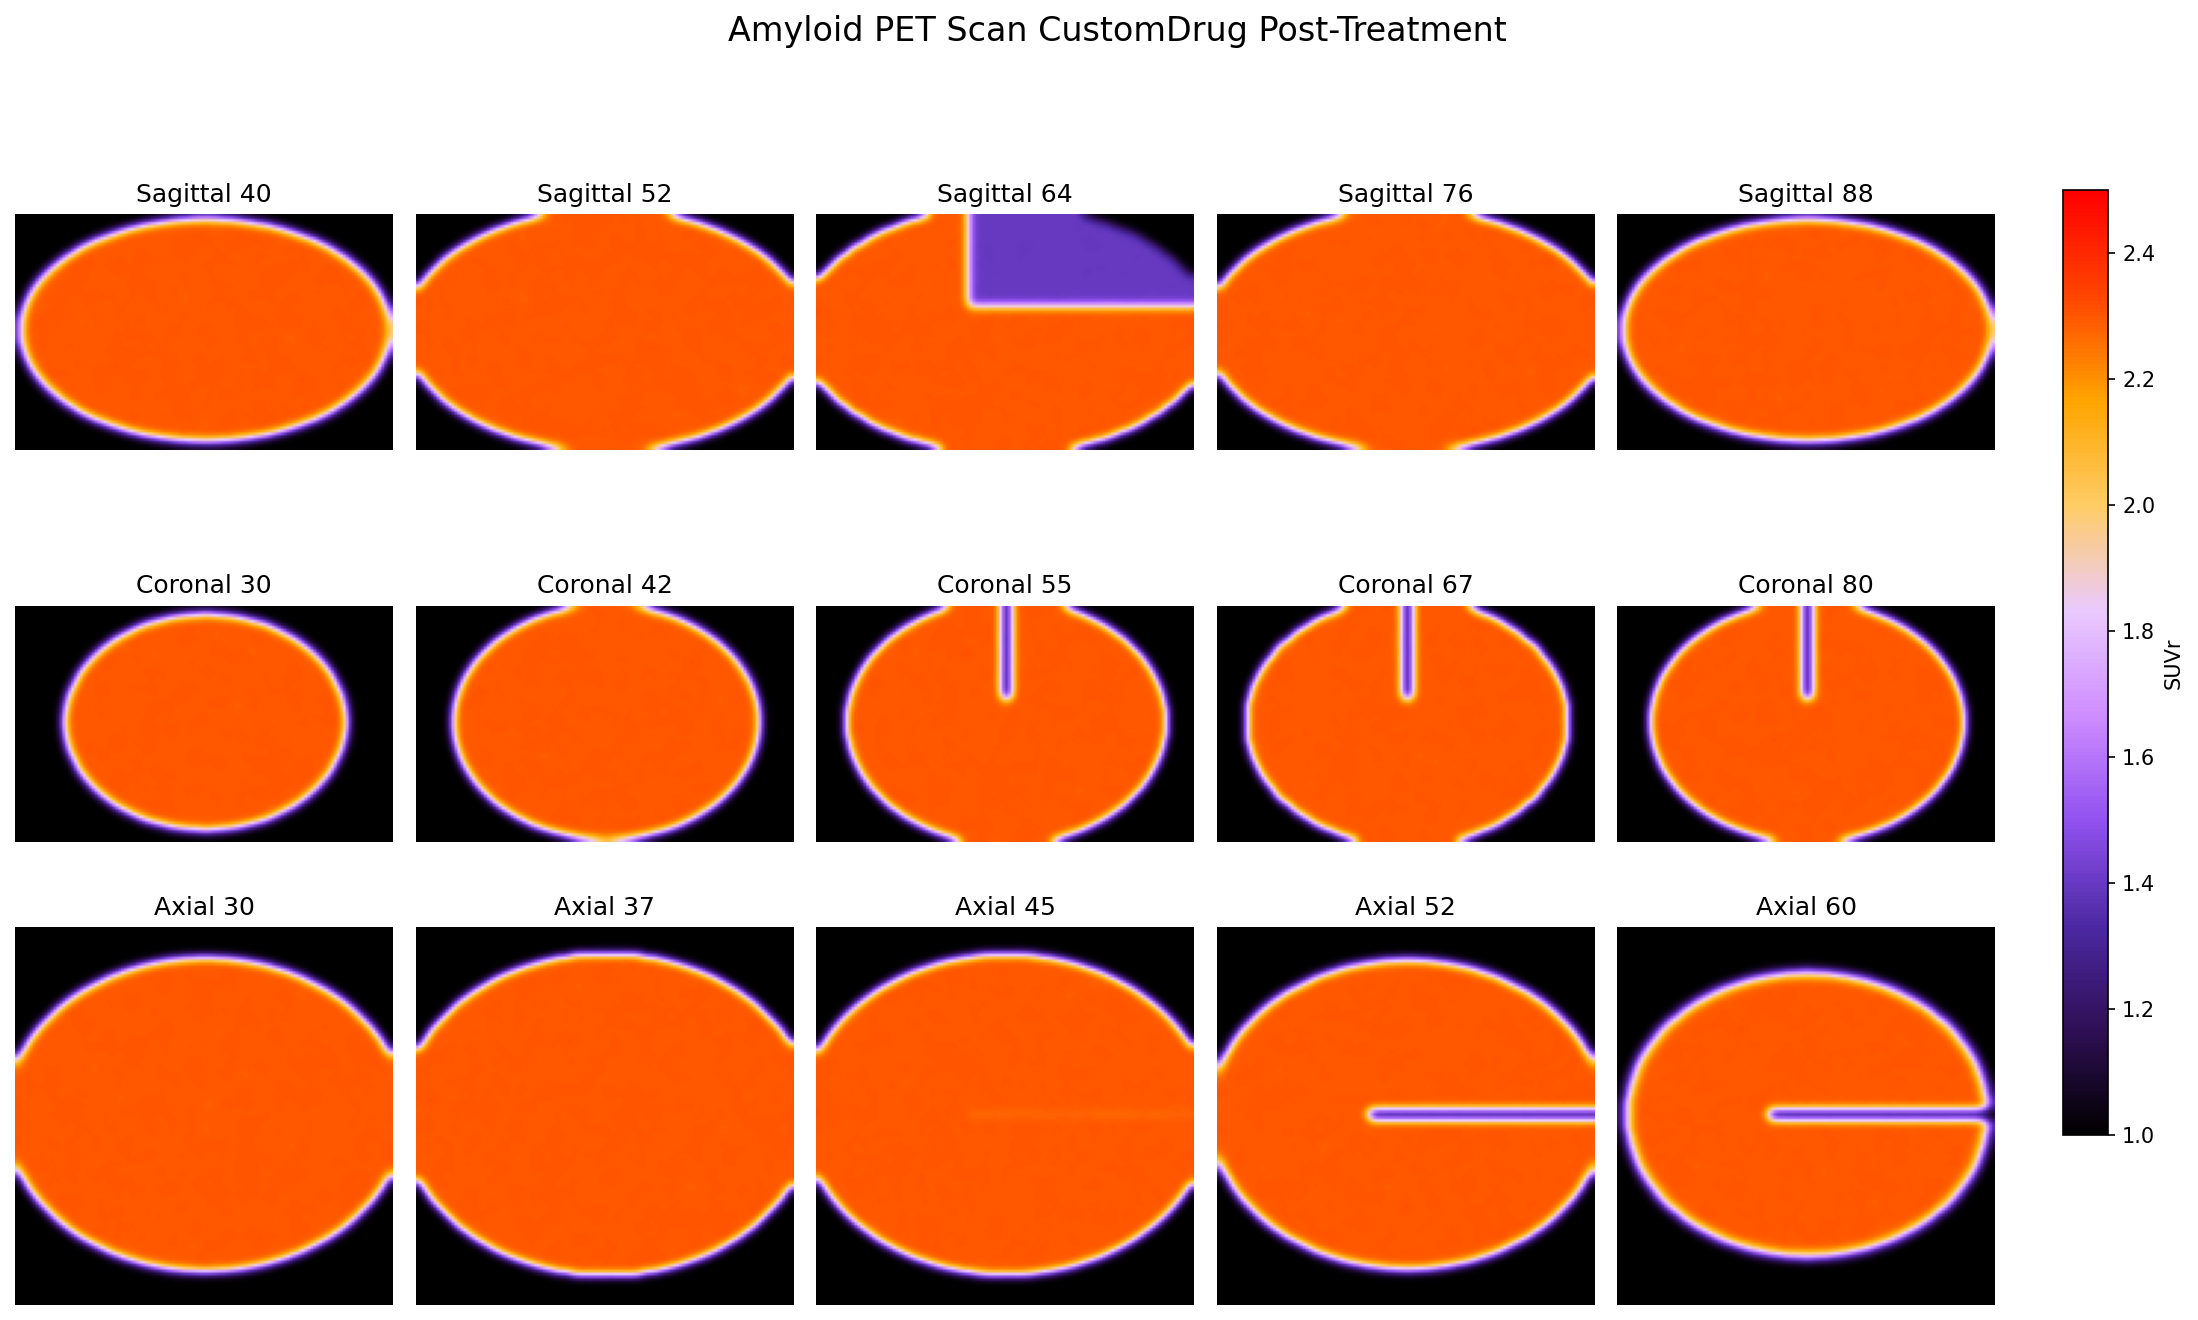 Amyloid PET Scan CustomDrug Post-Treatment
Sagittal 40
Sagittal 52
Sagittal 64
Sagittal 76
Sagittal 88
Coronal 30
Coronal 42
Coronal 55
Coronal 67
Coronal 80
Axial 30
Axial 37
Axial 45
Axial 52
Axial 60
2.4
2.2
2.0
1.8
1.6
1.4
1.2
1.0
SUVr